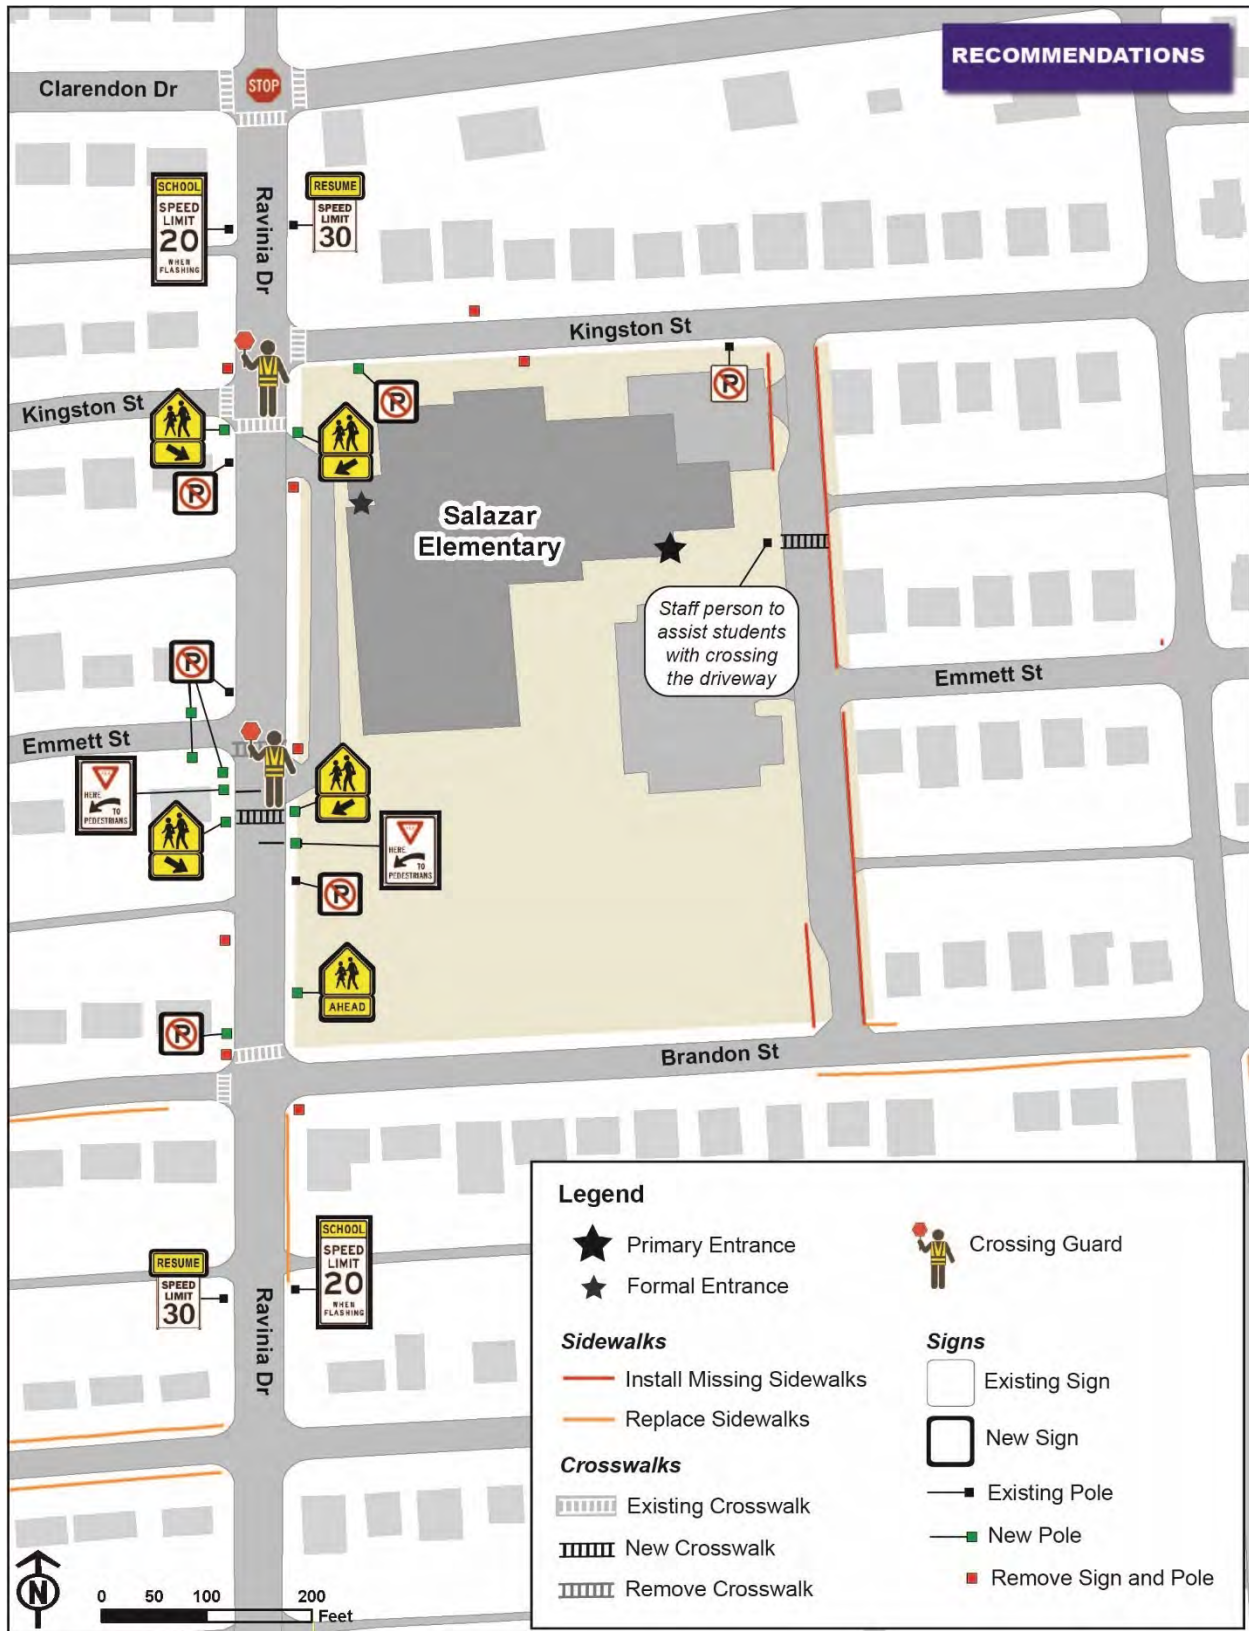 RECOMMENDATIONS
Clarendon Dr
STOP
SCHOOL
SPEED
LIMIT
20
WHEN
FLASHING
Ravinia Dr
RESUME
SPEED
LIMIT
30
Kingston St
P
P
Kingston St
P
Salazar
Elementary
Staff person to
assist students
with crossing
the driveway
P
Emmett St
Emmett St
HERE
TO
PEDESTRIANS
HERE
TO
PEDESTRIANS
P
AHEAD
P
Brandon St
RESUME
SPEED
LIMIT
30
Ravinia Dr
SCHOOL
SPEED
LIMIT
20
WHEN
FLASHING
Legend
Primary Entrance
Formal Entrance
Crossing Guard
Sidewalks
Install Missing Sidewalks
Replace Sidewalks
Crosswalks
Existing Crosswalk
New Crosswalk
Remove Crosswalk
Signs
Existing Sign
New Sign
Existing Pole
New Pole
Remove Sign and Pole
N
0 50 100 200
Feet